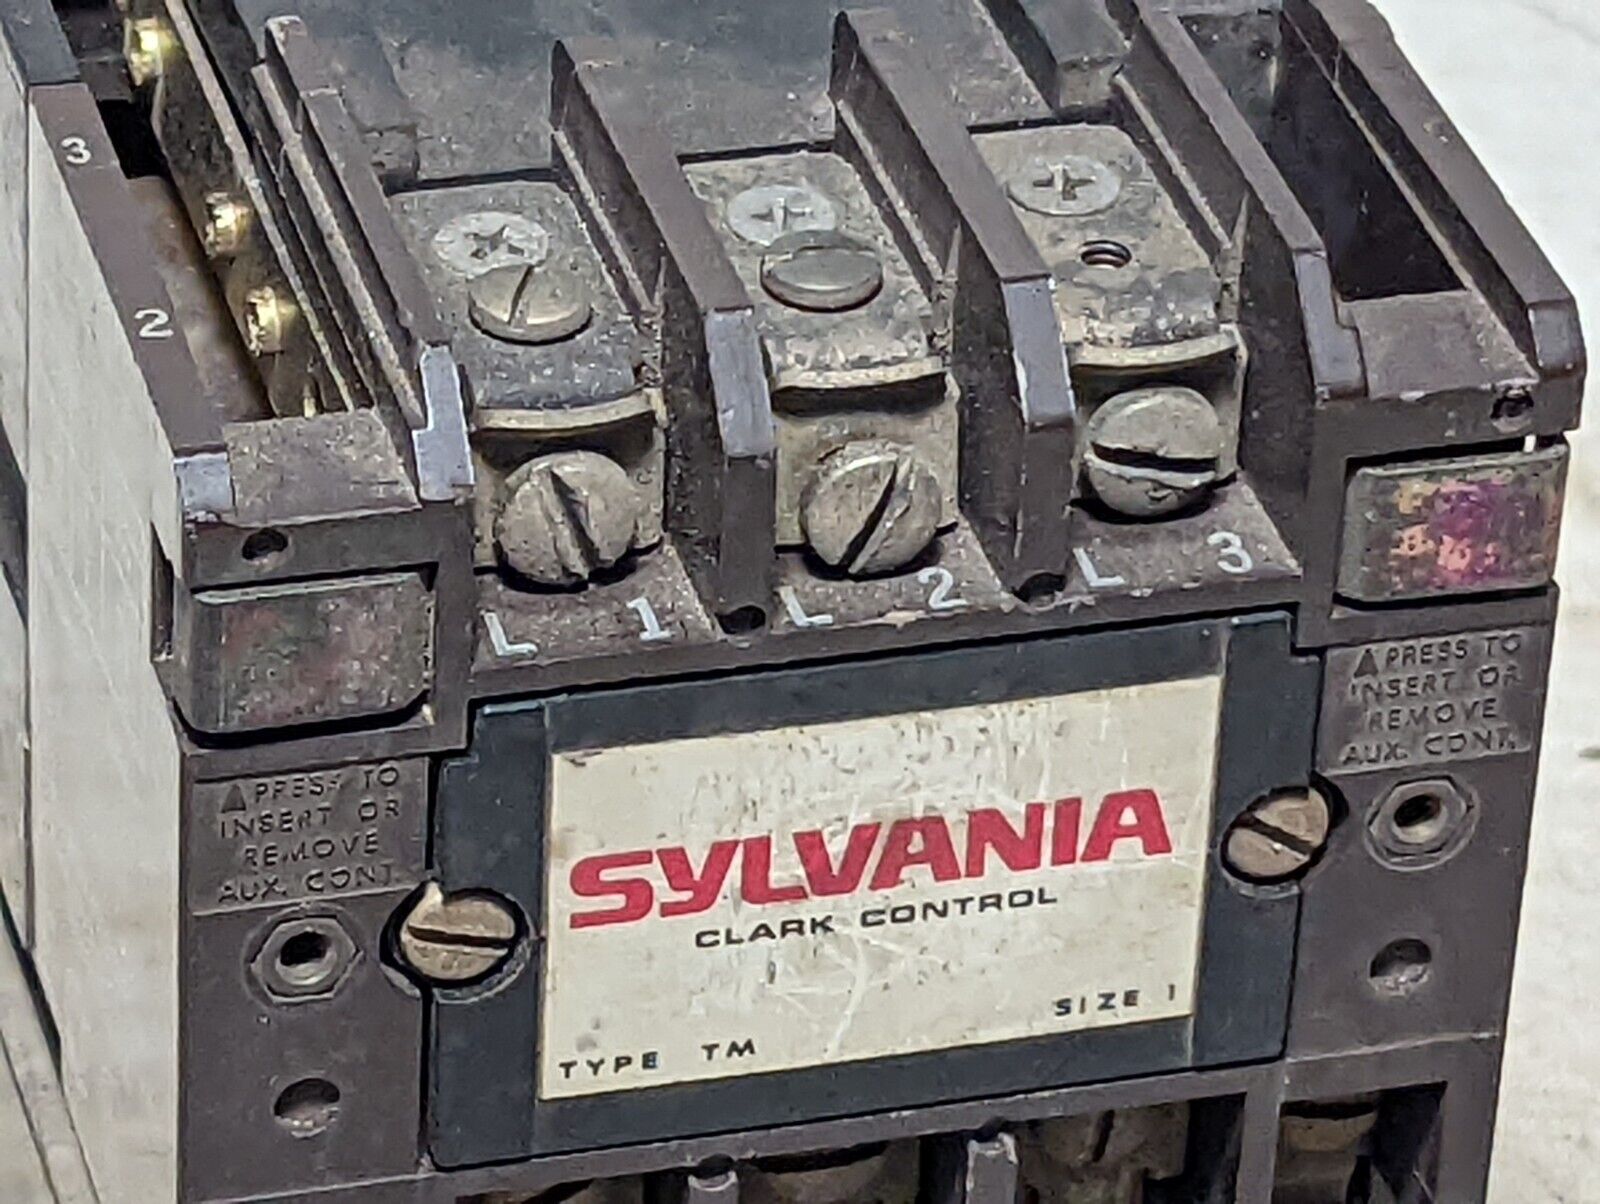 3
2
L 1 L 2 L 3
▲ PRESS TO
INSERT OR
REMOVE
AUX. CONT.
▲ PRESS TO
INSERT OR
REMOVE
AUX. CONT.
SYLVANIA
CLARK CONTROL
TYPE TM SIZE 1